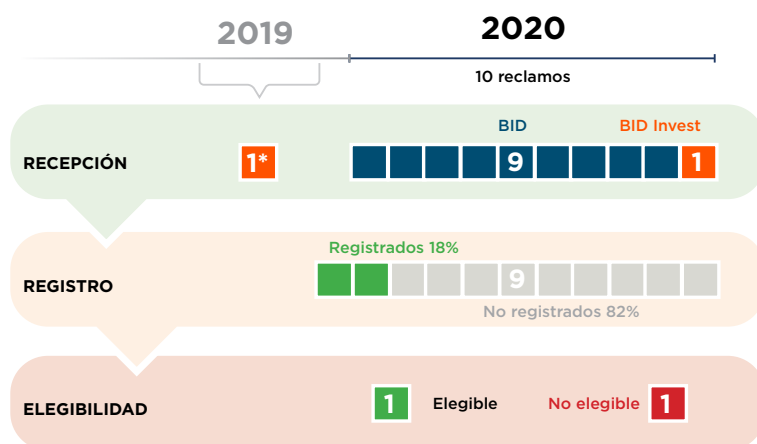 2019
2020
10 reclamos
BID
BID Invest
RECEPCIÓN
1*
9
1
Registrados 18%
REGISTRO
9
No registrados 82%
ELEGIBILIDAD
1
Elegible
No elegible
1